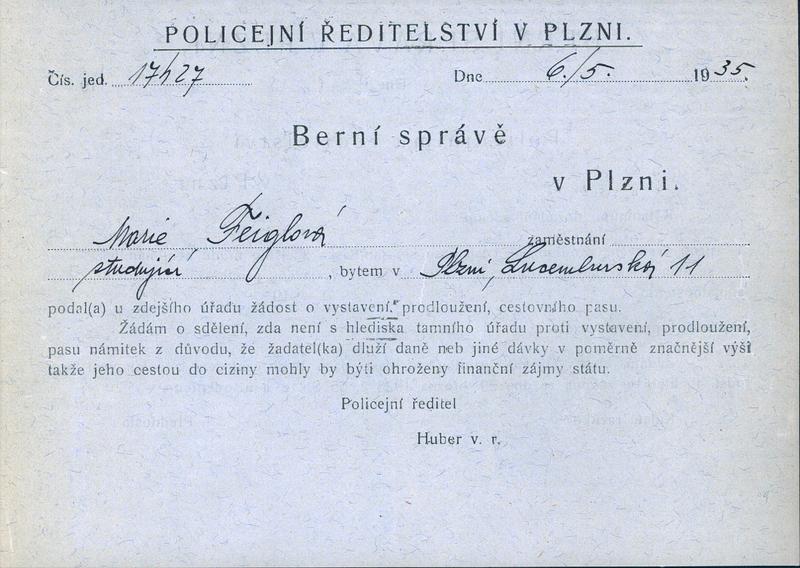 POLICEJNÍ ŘEDITELSTVÍ V PLZNI.
Čís. jed. 17427 Dne 6./5. 1935.
Berní správě
v Plzni.
Marie Feiglová zaměstnání
studující, bytem v Plzni, Lucemburská 11
podal(a) u zdejšího úřadu žádost o vystavení, prodloužení, cestovního pasu.
Žádám o sdělení, zda není s hlediska tamního úřadu proti vystavení, prodloužení,
pasu námitek z důvodu, že žadatel(ka) dluží daně neb jiné dávky v poměrně značnější výši
takže jeho cestou do ciziny mohly by býti ohroženy finanční zájmy státu.
Policejní ředitel
Huber v. r.